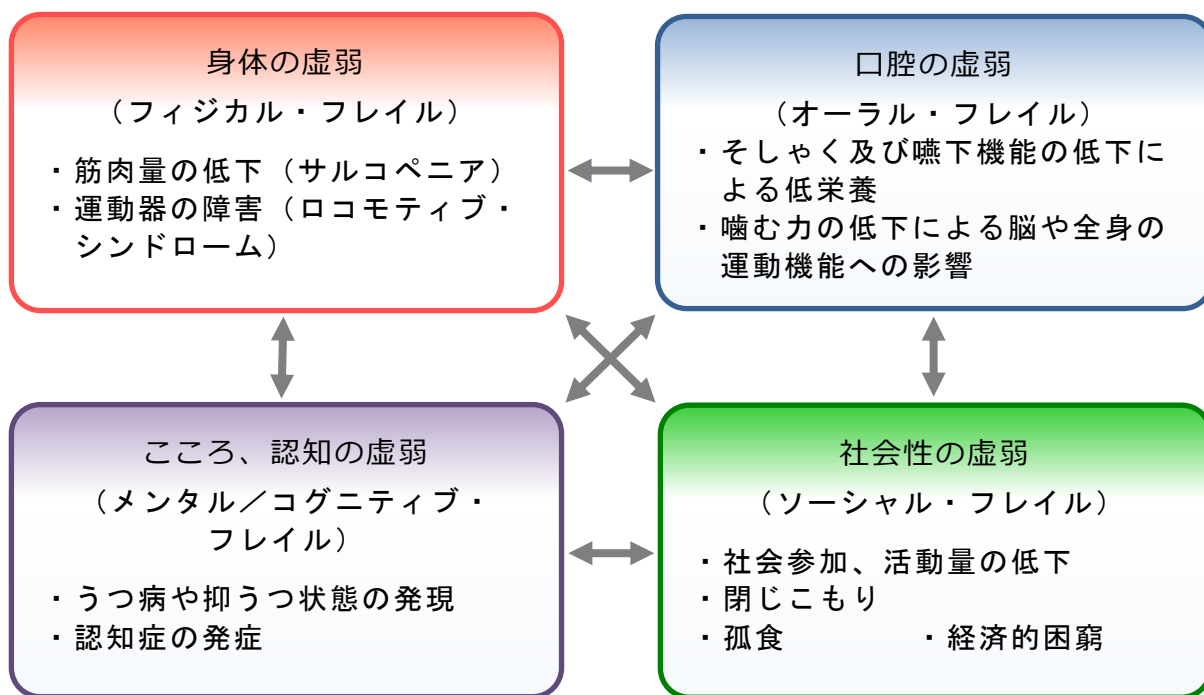 身体の虚弱
（フィジカル・フレイル）
・筋肉量の低下（サルコペニア）
・運動器の障害（ロコモティブ・
シンドローム）
口腔の虚弱
（オーラル・フレイル）
・そしゃく及び嚥下機能の低下に
よる低栄養
・噛む力の低下による脳や全身の
運動機能への影響
こころ、認知の虚弱
（メンタル／コグニティブ・
フレイル）
・うつ病や抑うつ状態の発現
・認知症の発症
社会性の虚弱
（ソーシャル・フレイル）
・社会参加、活動量の低下
・閉じこもり
・孤食　　　　・経済的困窮